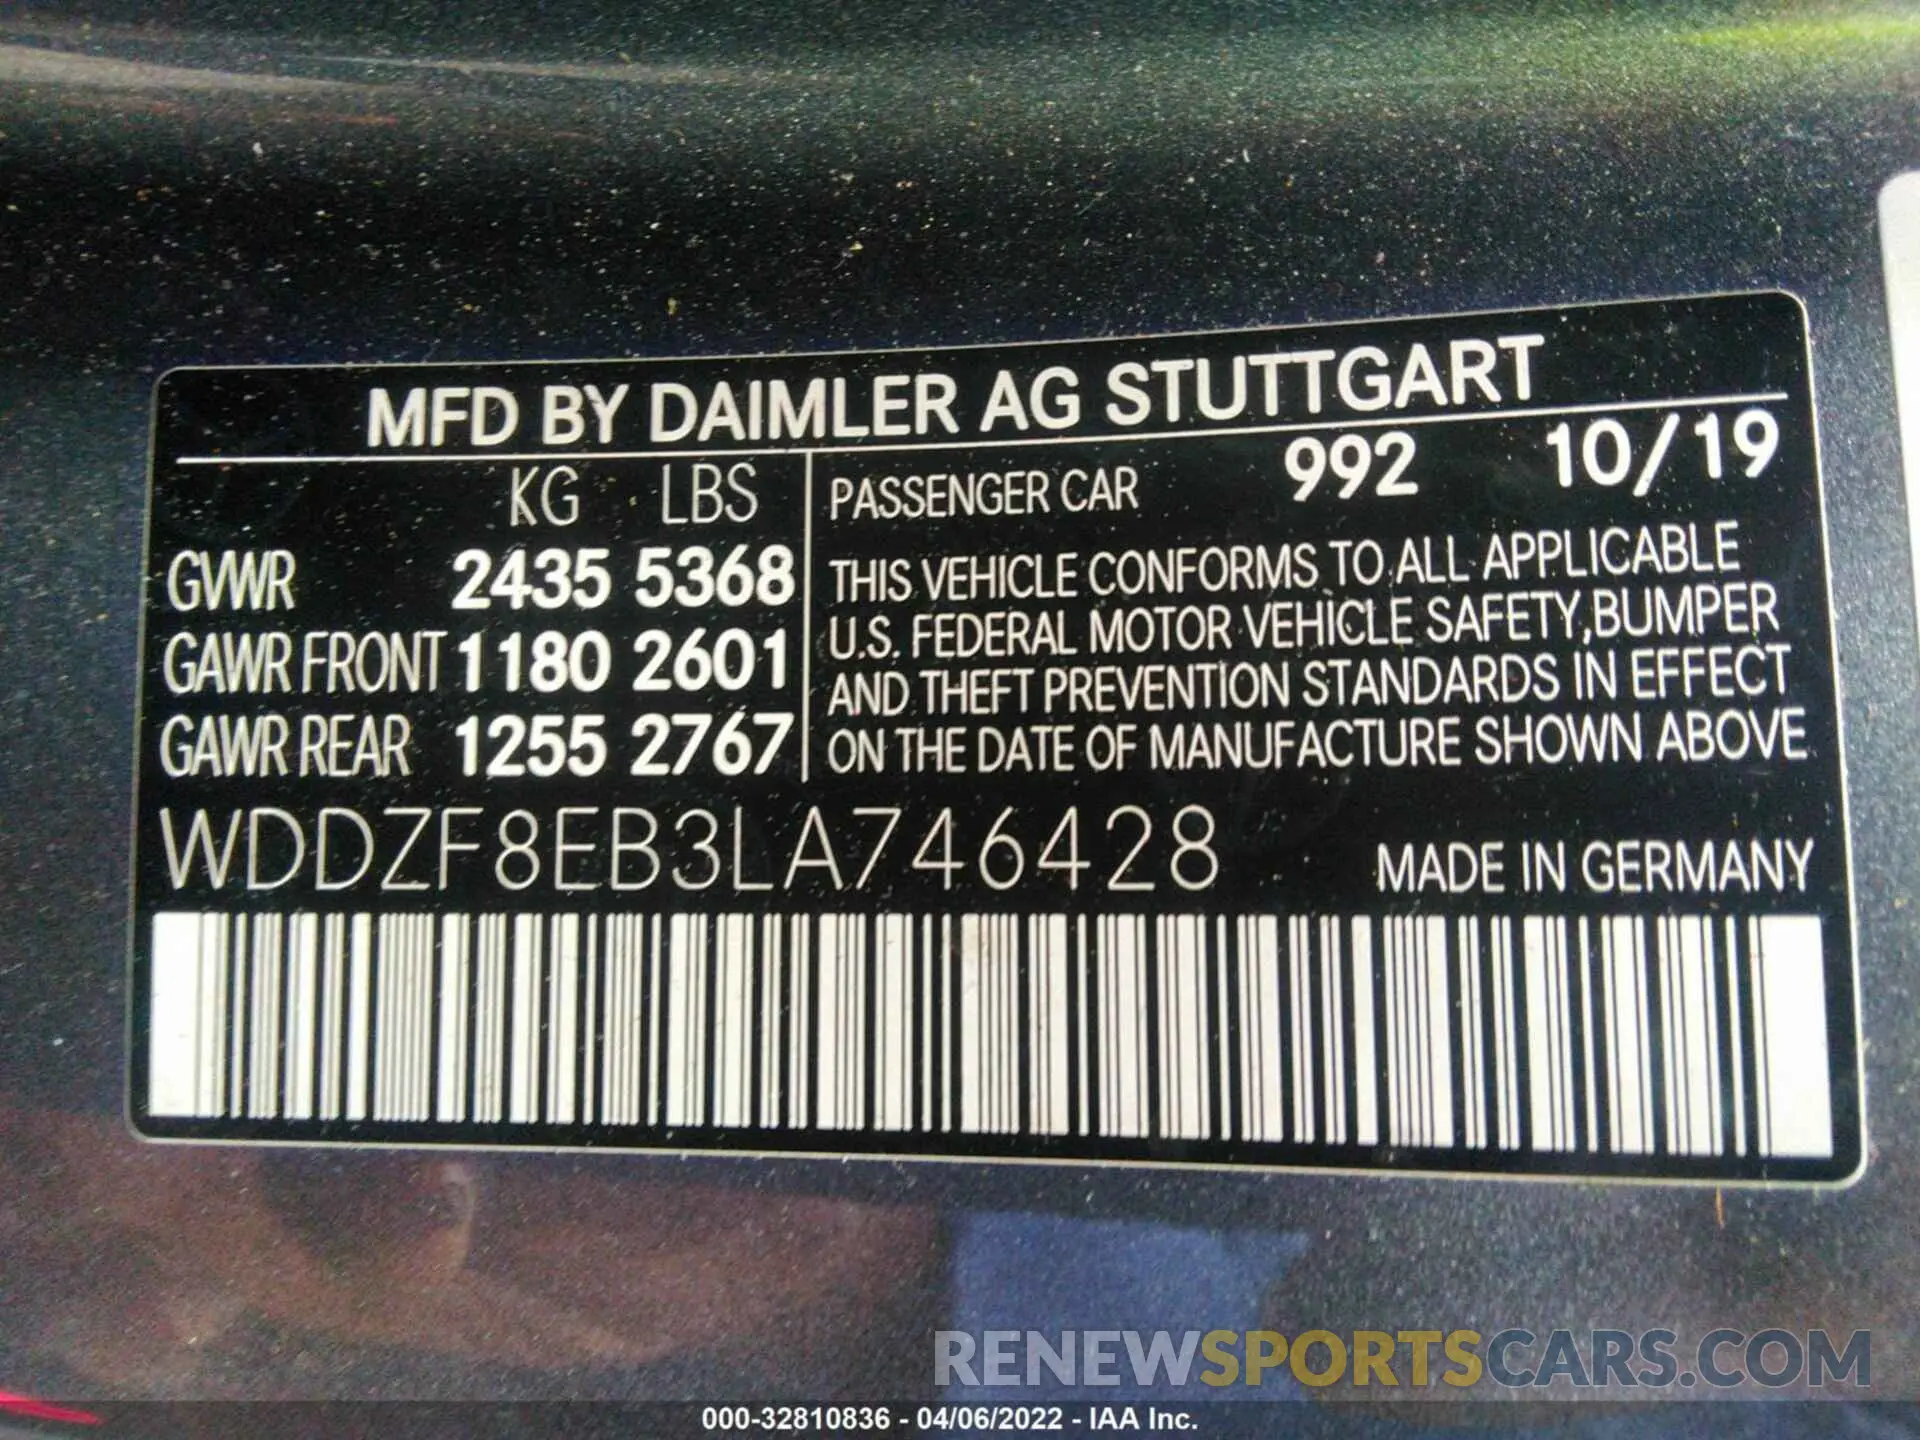 MFD BY DAIMLER AG STUTTGART
KG LBS
GVWR 2435 5368
GAWR FRONT 1180 2601
GAWR REAR 1255 2767
PASSENGER CAR 992 10/19
THIS VEHICLE CONFORMS TO ALL APPLICABLE
U.S. FEDERAL MOTOR VEHICLE SAFETY,BUMPER
AND THEFT PREVENTION STANDARDS IN EFFECT
ON THE DATE OF MANUFACTURE SHOWN ABOVE
WDDZF8EB3LA746428
MADE IN GERMANY
RENEWSPORTSCARS.COM
000-32810836 - 04/06/2022 - IAA Inc.